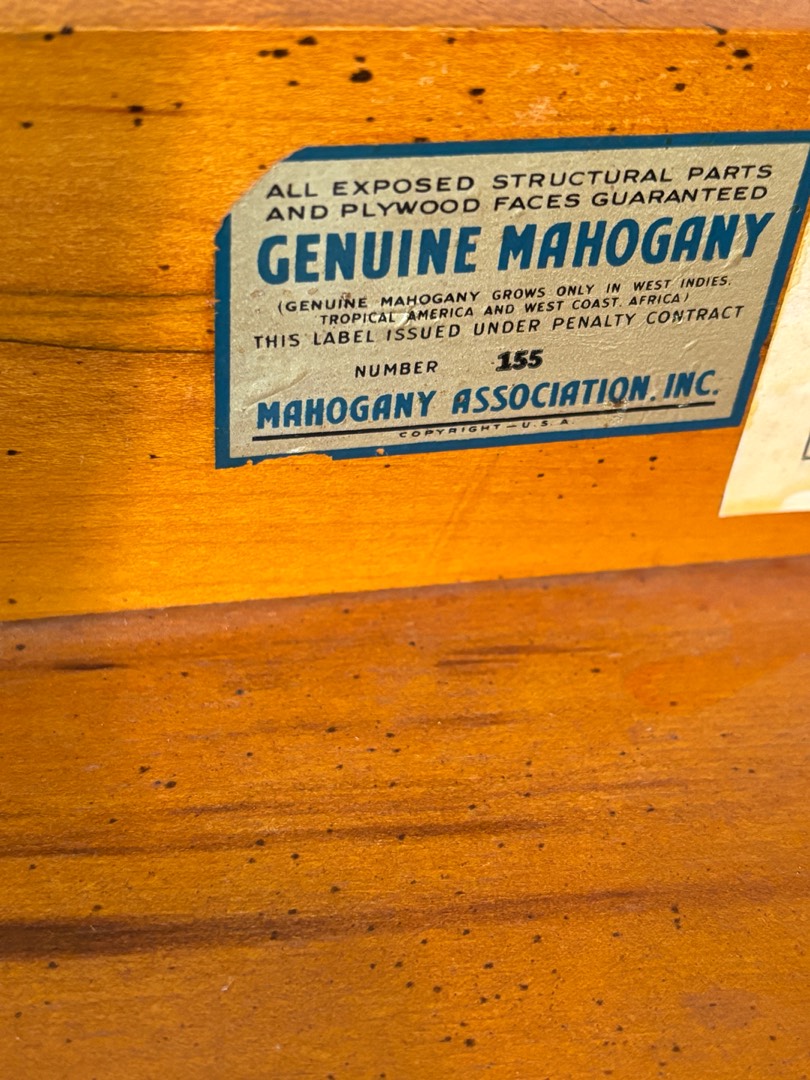 ALL EXPOSED STRUCTURAL PARTS
AND PLYWOOD FACES GUARANTEED
GENUINE MAHOGANY
(GENUINE MAHOGANY GROWS ONLY IN WEST INDIES,
TROPICAL AMERICA AND WEST COAST, AFRICA)
THIS LABEL ISSUED UNDER PENALTY CONTRACT
NUMBER 155
MAHOGANY ASSOCIATION, INC.
COPYRIGHT — U.S.A.